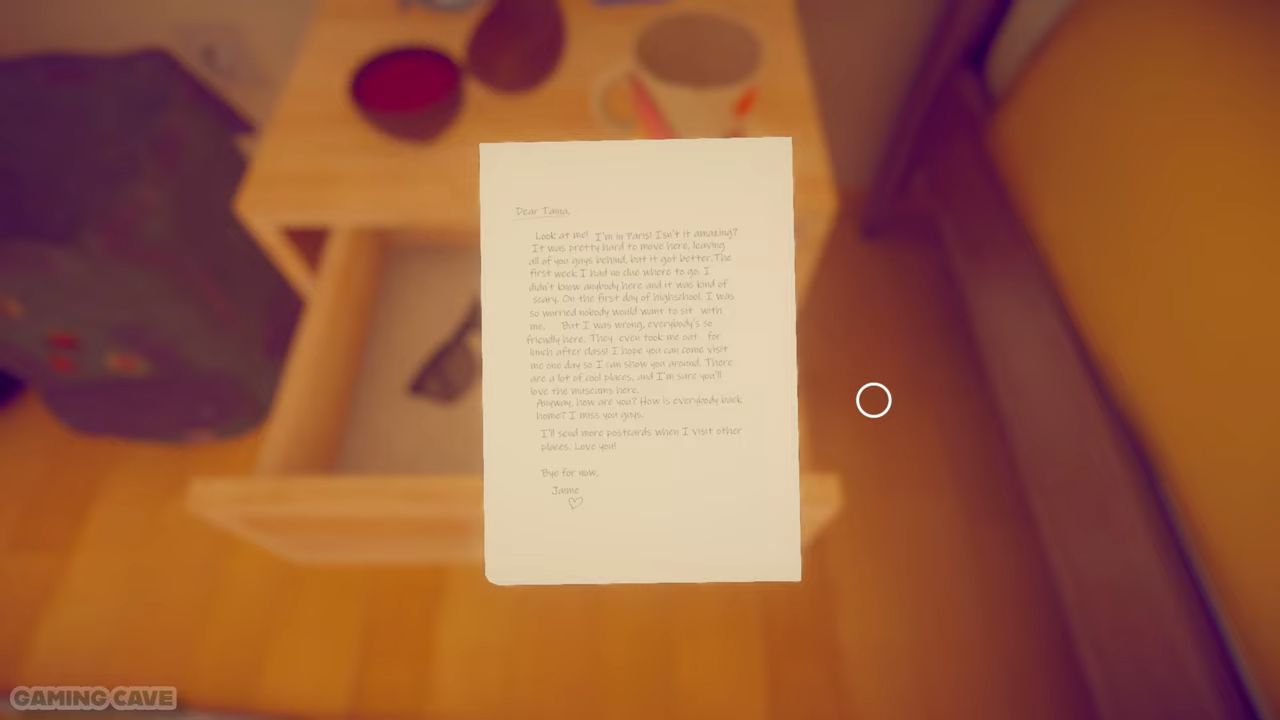 Dear Tania,
Look at me! I'm in Paris! Isn't it amazing?
It was pretty hard to move here, leaving
all of you guys behind, but it got better. The
first week I had no clue where to go. I
didn't know anybody here and it was kind of
scary. On the first day of highschool, I was
so worried nobody would want to sit with
me. But I was wrong, everybody's so
friendly here. They even took me out for
lunch after class! I hope you can come visit
me one day so I can show you around. There
are a lot of cool places, and I'm sure you'll
love the museums here.
Anyway, how are you? How is everybody back
home? I miss you guys.
I'll send more postcards when I visit other
places. Love you!
Bye for now,
Janne
GAMING CAVE